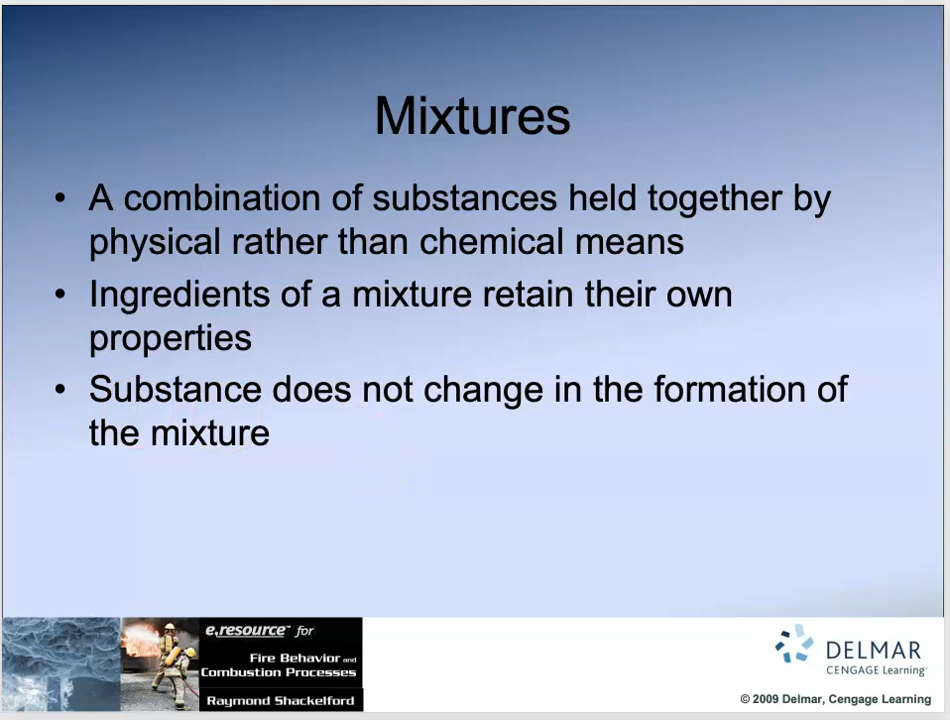 Mixtures
• A combination of substances held together by
physical rather than chemical means
• Ingredients of a mixture retain their own
properties
• Substance does not change in the formation of
the mixture
e.resource™ for
Fire Behavior and
Combustion Processes
Raymond Shackelford
DELMAR
CENGAGE Learning™
© 2009 Delmar, Cengage Learning